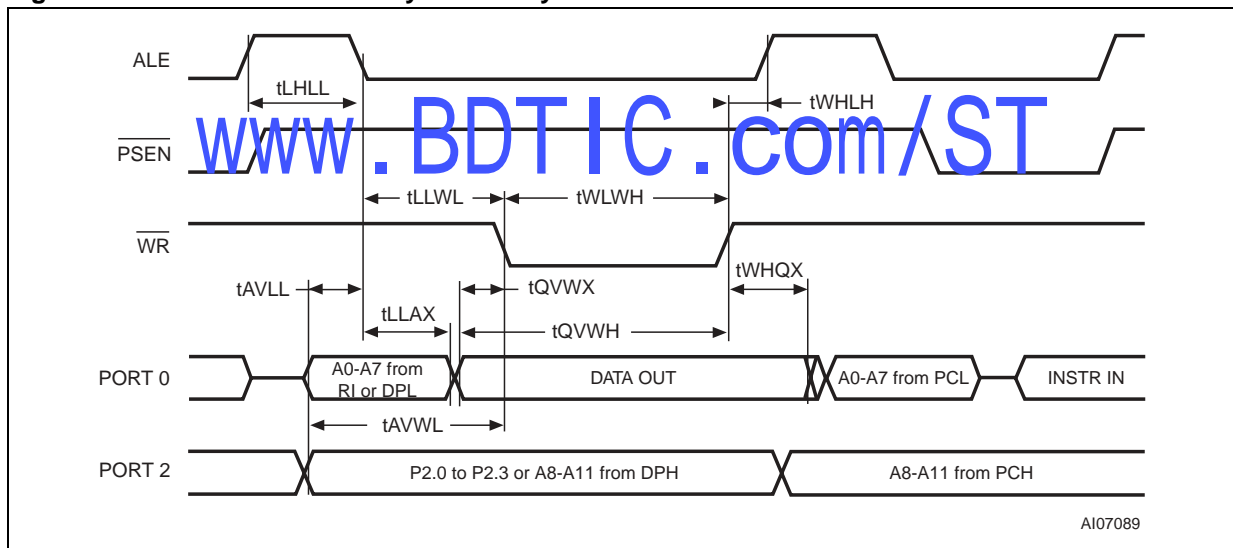 ALE
tLHLL
tWHLH
www.BDTIC.com/ST
PSEN
tLLWL
tWLWH
WR
tAVLL
tQVWX
tWHQX
tLLAX
tQVWH
PORT 0
A0-A7 from
RI or DPL
DATA OUT
A0-A7 from PCL
INSTR IN
tAVWL
PORT 2
P2.0 to P2.3 or A8-A11 from DPH
A8-A11 from PCH
AI07089